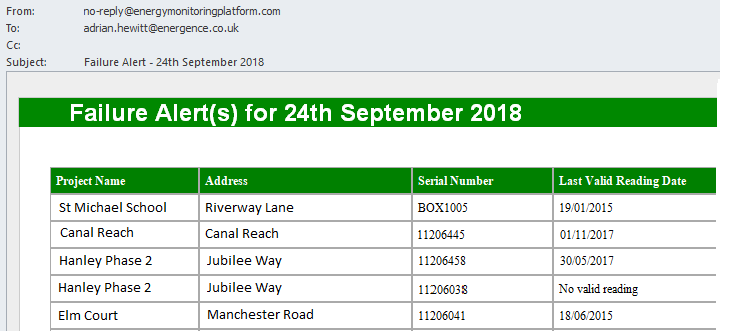 From: no-reply@energymonitoringplatform.com
To: adrian.hewitt@energence.co.uk
Cc:
Subject: Failure Alert - 24th September 2018
Failure Alert(s) for 24th September 2018
Project Name Address Serial Number Last Valid Reading Date
St Michael School Riverway Lane BOX1005 19/01/2015
Canal Reach Canal Reach 11206445 01/11/2017
Hanley Phase 2 Jubilee Way 11206458 30/05/2017
Hanley Phase 2 Jubilee Way 11206038 No valid reading
Elm Court Manchester Road 11206041 18/06/2015